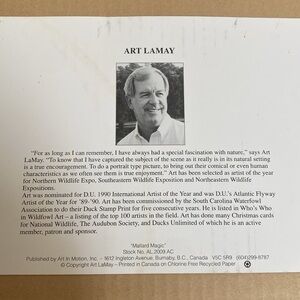 ART LAMAY
"For as long as I can remember, I have always had a special fascination with nature," says Art
LaMay. "To know that I have captured the subject of the scene as it really is in its natural setting
is a true encouragement. To do a portrait type picture, to bring out their comical or even human
characteristics as we often see them is true enjoyment." Art has been selected as artist of the
year for Northern Wildlife Expo, Southeastern Wildlife Exposition and Northeastern Wildlife
Expositions.
Art was nominated for D.U. 1990 International Artist of the Year and was D.U.'s Atlantic Flyway
Artist of the Year for '89-'90. Art has been commissioned by the South Carolina Waterfowl
Association to do their Duck Stamp Print for five consecutive years. He is listed in Who's Who
in Wildfowl Art – a listing of the top 100 artists in the field. Art has done many Christmas cards
for National Wildlife, The Audubon Society, and Ducks Unlimited of which he is an active
member, patron and sponsor.
"Mallard Magic"
Stock No. AL 2009 AC
Published by Art In Motion, Inc. – 1612 Ingleton Avenue, Burnaby, B.C., Canada V5C 5R9 (604)299-8787
© Copyright Art LaMay – Printed in Canada on Chlorine Free Recycled Paper